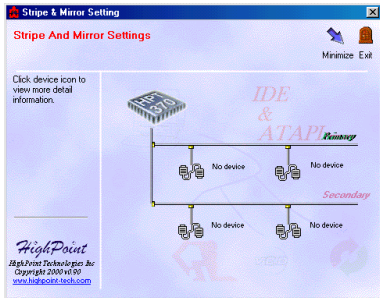 Stripe & Mirror Setting
Stripe And Mirror Settings
Minimize Exit
Click device icon to
view more detail
information.
HPT
370
IDE
&
ATAPI
Primary
No device
No device
Secondary
No device
No device
HighPoint
HighPoint Technologies Inc
Copyright 2000 v0.90
www.highpoint-tech.com